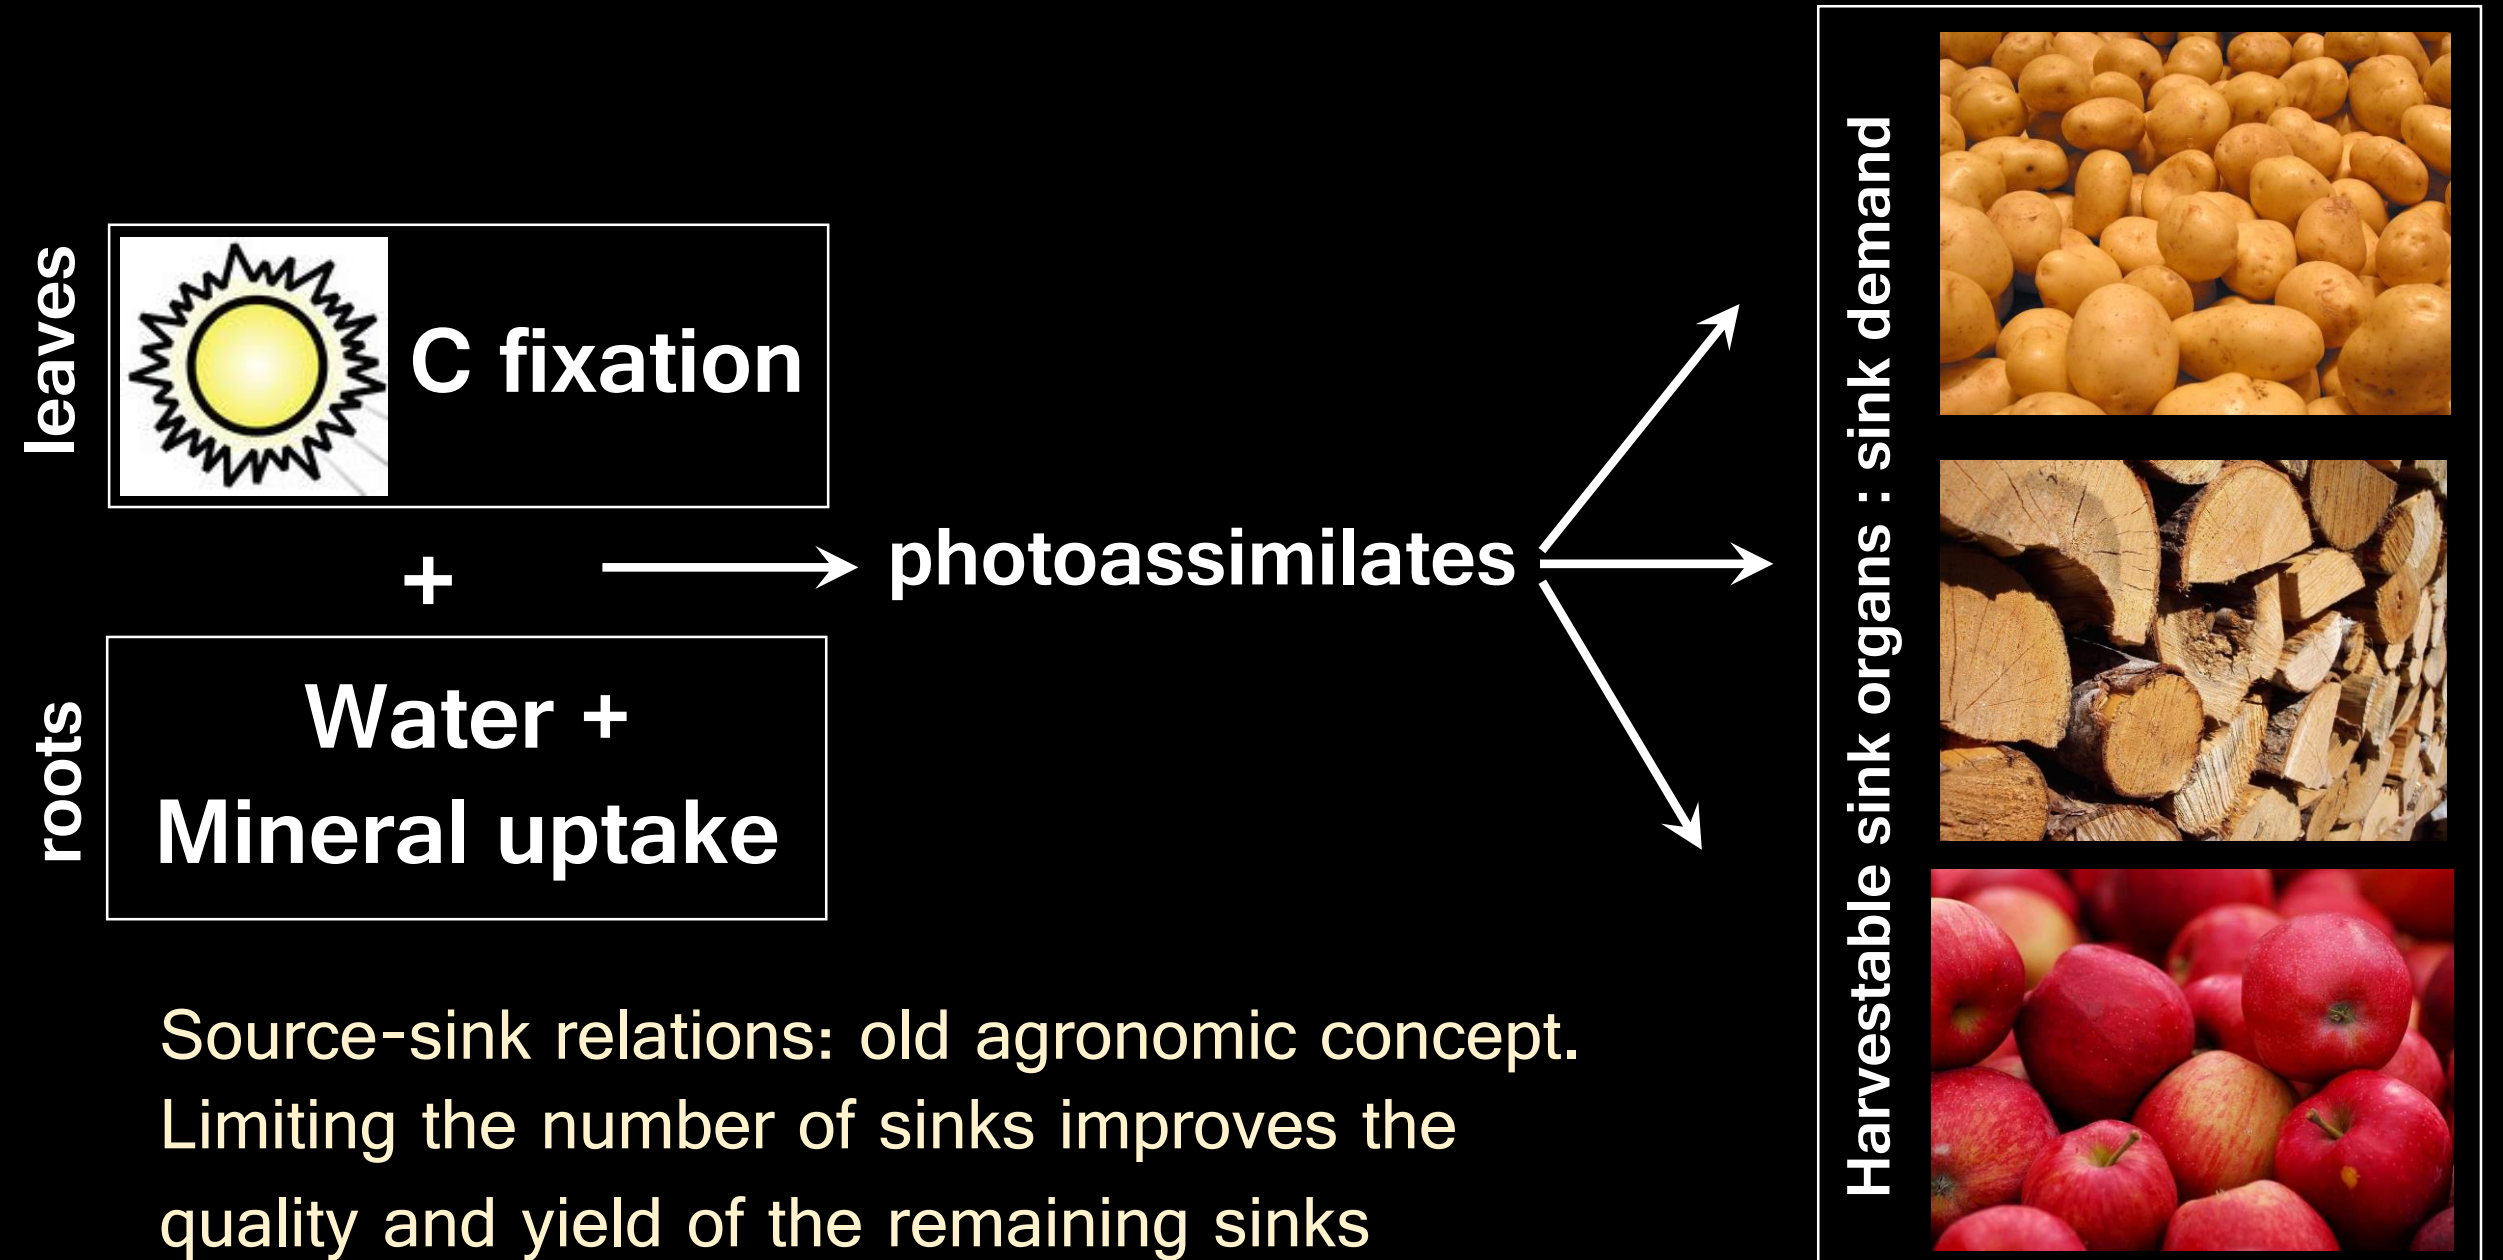 leaves
C fixation
+
photoassimilates
roots
Water +
Mineral uptake
Harvestable sink organs : sink demand
Source-sink relations: old agronomic concept.
Limiting the number of sinks improves the
quality and yield of the remaining sinks